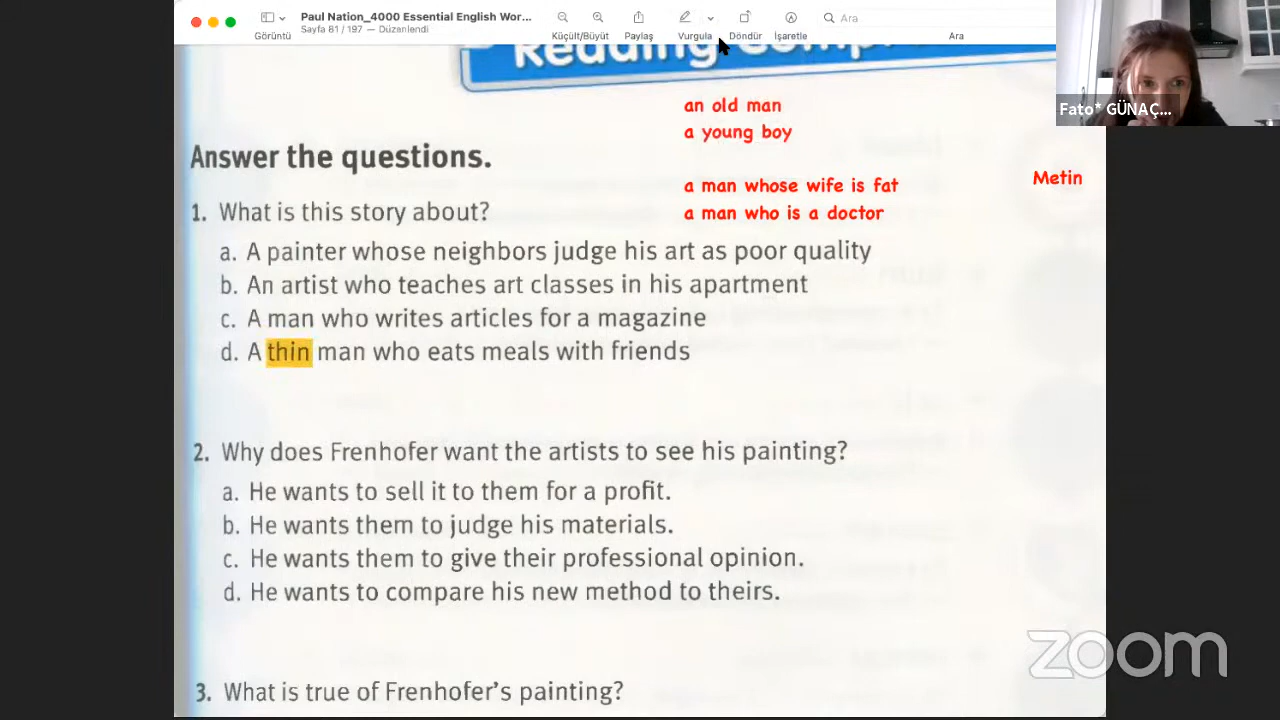 Paul Nation_4000 Essential English Wor...
Sayfa 81 / 197 — Düzenlendi
Görüntü
Küçült/Büyüt
Paylaş
Vurgula
Döndür
İşaretle
Ara
Ara
Reading Compr
Fato* GÜNAÇ...
an old man
a young boy
a man whose wife is fat
a man who is a doctor
Metin
Answer the questions.
1. What is this story about?
a. A painter whose neighbors judge his art as poor quality
b. An artist who teaches art classes in his apartment
c. A man who writes articles for a magazine
d. A thin man who eats meals with friends
2. Why does Frenhofer want the artists to see his painting?
a. He wants to sell it to them for a profit.
b. He wants them to judge his materials.
c. He wants them to give their professional opinion.
d. He wants to compare his new method to theirs.
3. What is true of Frenhofer's painting?
zoom